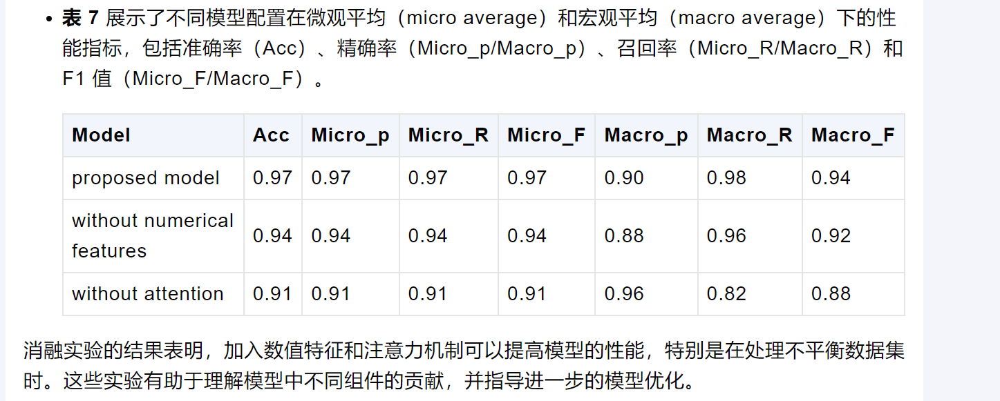 • 表 7 展示了不同模型配置在微观平均（micro average）和宏观平均（macro average）下的性
能指标，包括准确率（Acc）、精确率（Micro_p/Macro_p）、召回率（Micro_R/Macro_R）和
F1 值（Micro_F/Macro_F）。
Model Acc Micro_p Micro_R Micro_F Macro_p Macro_R Macro_F
proposed model 0.97 0.97 0.97 0.97 0.90 0.98 0.94
without numerical
features 0.94 0.94 0.94 0.94 0.88 0.96 0.92
without attention 0.91 0.91 0.91 0.91 0.96 0.82 0.88
消融实验的结果表明，加入数值特征和注意力机制可以提高模型的性能，特别是在处理不平衡数据集
时。这些实验有助于理解模型中不同组件的贡献，并指导进一步的模型优化。